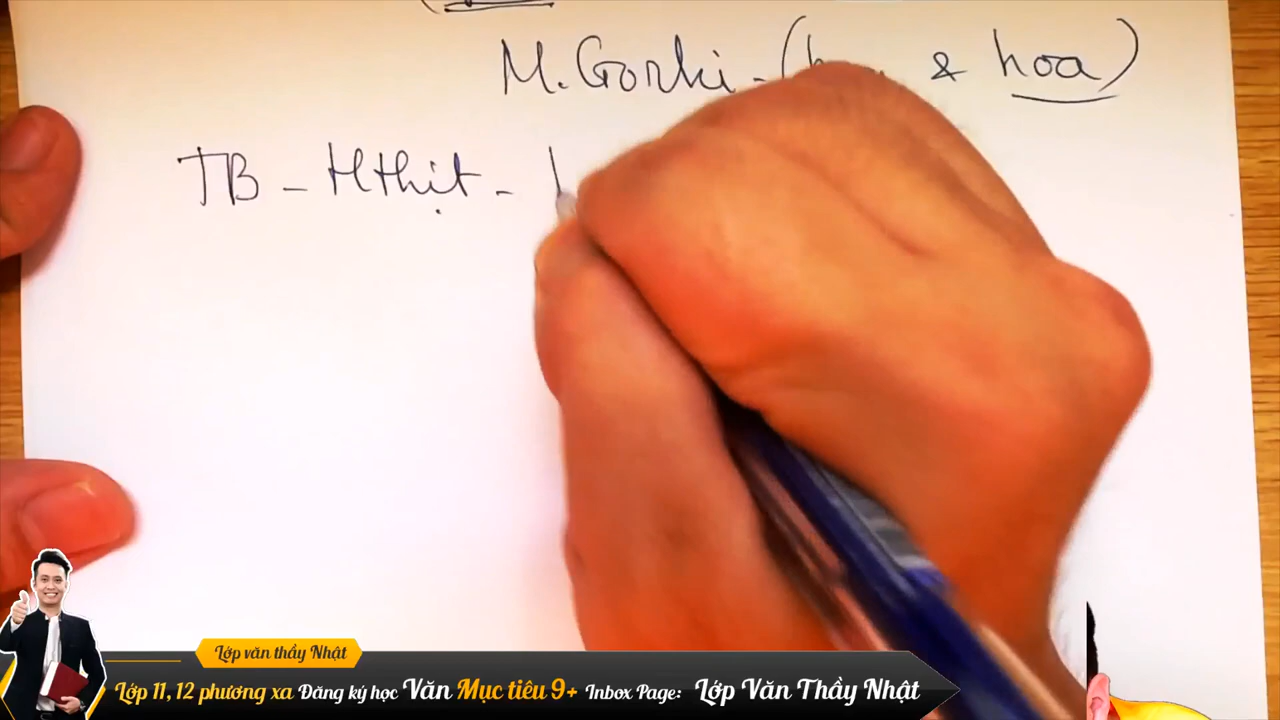 M. Gorki - ( & hoa)
TB - Hthịt -
Lớp văn thầy Nhật
Lớp 11, 12 phương xa Đăng ký học Văn Mục tiêu 9+ Inbox Page: Lớp Văn Thầy Nhật